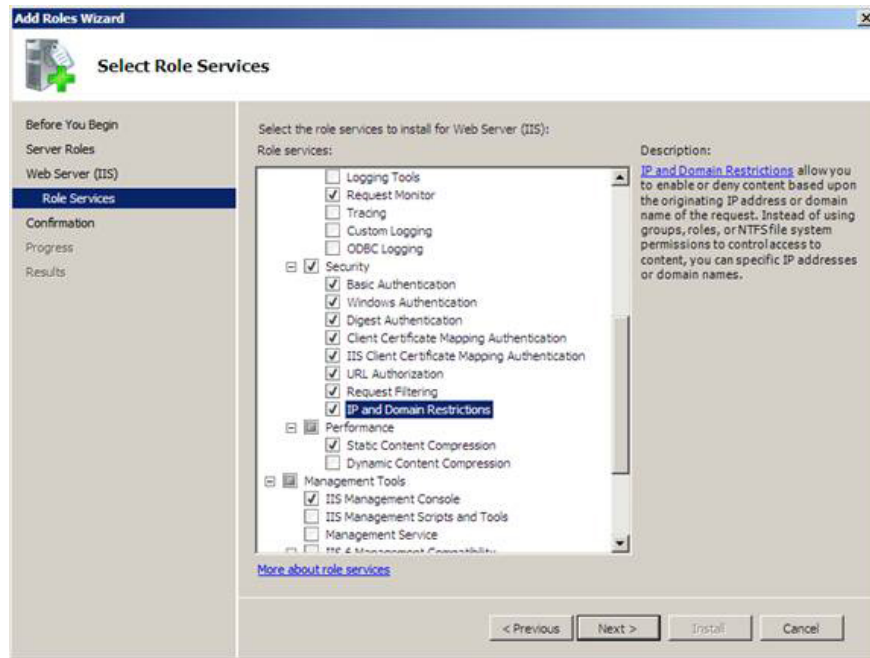 Add Roles Wizard
Select Role Services
Before You Begin
Server Roles
Web Server (IIS)
Role Services
Confirmation
Progress
Results
Select the role services to install for Web Server (IIS):
Role services:
Logging Tools
Request Monitor
Tracing
Custom Logging
ODBC Logging
Security
Basic Authentication
Windows Authentication
Digest Authentication
Client Certificate Mapping Authentication
IIS Client Certificate Mapping Authentication
URL Authorization
Request Filtering
IP and Domain Restrictions
Performance
Static Content Compression
Dynamic Content Compression
Management Tools
IIS Management Console
IIS Management Scripts and Tools
Management Service
IIS 6 Management Compatibility
More about role services
Description:
IP and Domain Restrictions allow you
to enable or deny content based upon
the originating IP address or domain
name of the request. Instead of using
groups, roles, or NTFS file system
permissions to control access to
content, you can specific IP addresses
or domain names.
< Previous
Next >
Install
Cancel